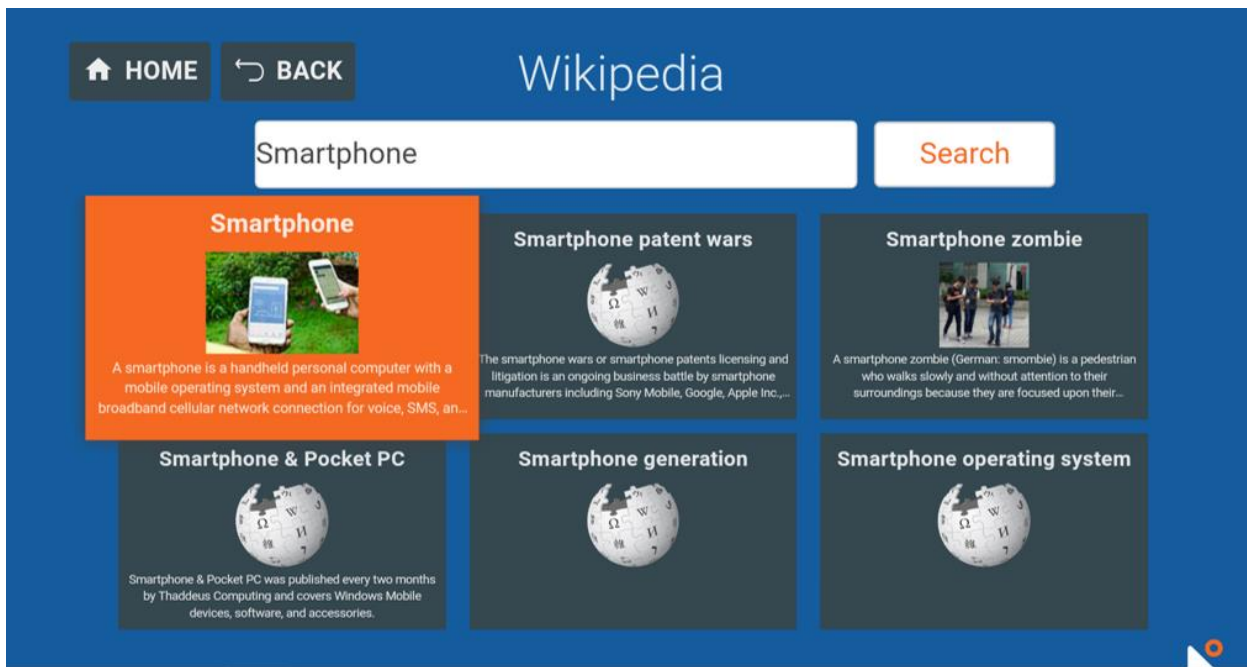 HOME
BACK
Wikipedia
Smartphone
Search
Smartphone
A smartphone is a handheld personal computer with a
mobile operating system and an integrated mobile
broadband cellular network connection for voice, SMS, an...
Smartphone patent wars
The smartphone wars or smartphone patents licensing and
litigation is an ongoing business battle by smartphone
manufacturers including Sony Mobile, Google, Apple Inc.,...
Smartphone zombie
A smartphone zombie (German: smombie) is a pedestrian
who walks slowly and without attention to their
surroundings because they are focused upon their...
Smartphone & Pocket PC
Smartphone & Pocket PC was published every two months
by Thaddeus Computing and covers Windows Mobile
devices, software, and accessories.
Smartphone generation
Smartphone operating system